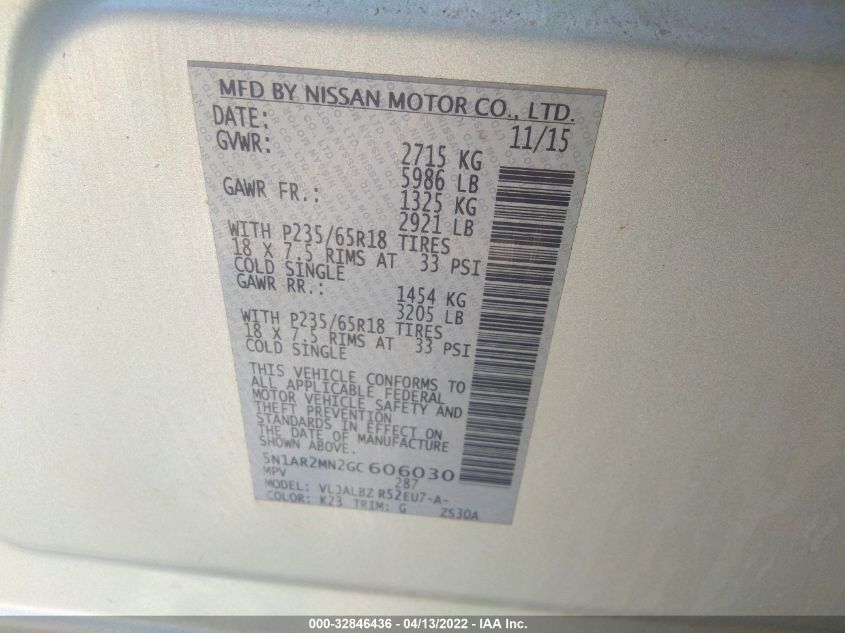 MFD BY NISSAN MOTOR CO., LTD.
DATE: 11/15
GVWR: 2715 KG
5986 LB
GAWR FR.: 1325 KG
2921 LB
WITH P235/65R18 TIRES
18 X 7.5 RIMS AT 33 PSI
COLD SINGLE
GAWR RR.: 1454 KG
3205 LB
WITH P235/65R18 TIRES
18 X 7.5 RIMS AT 33 PSI
COLD SINGLE
THIS VEHICLE CONFORMS TO
ALL APPLICABLE FEDERAL
MOTOR VEHICLE SAFETY AND
THEFT PREVENTION
STANDARDS IN EFFECT ON
THE DATE OF MANUFACTURE
SHOWN ABOVE.
5N1AR2MN2GC 606030
MPV 287
MODEL: R52EU7-A-
COLOR: K23 TRIM: G 2S30A
000-32846436 - 04/13/2022 - IAA Inc.